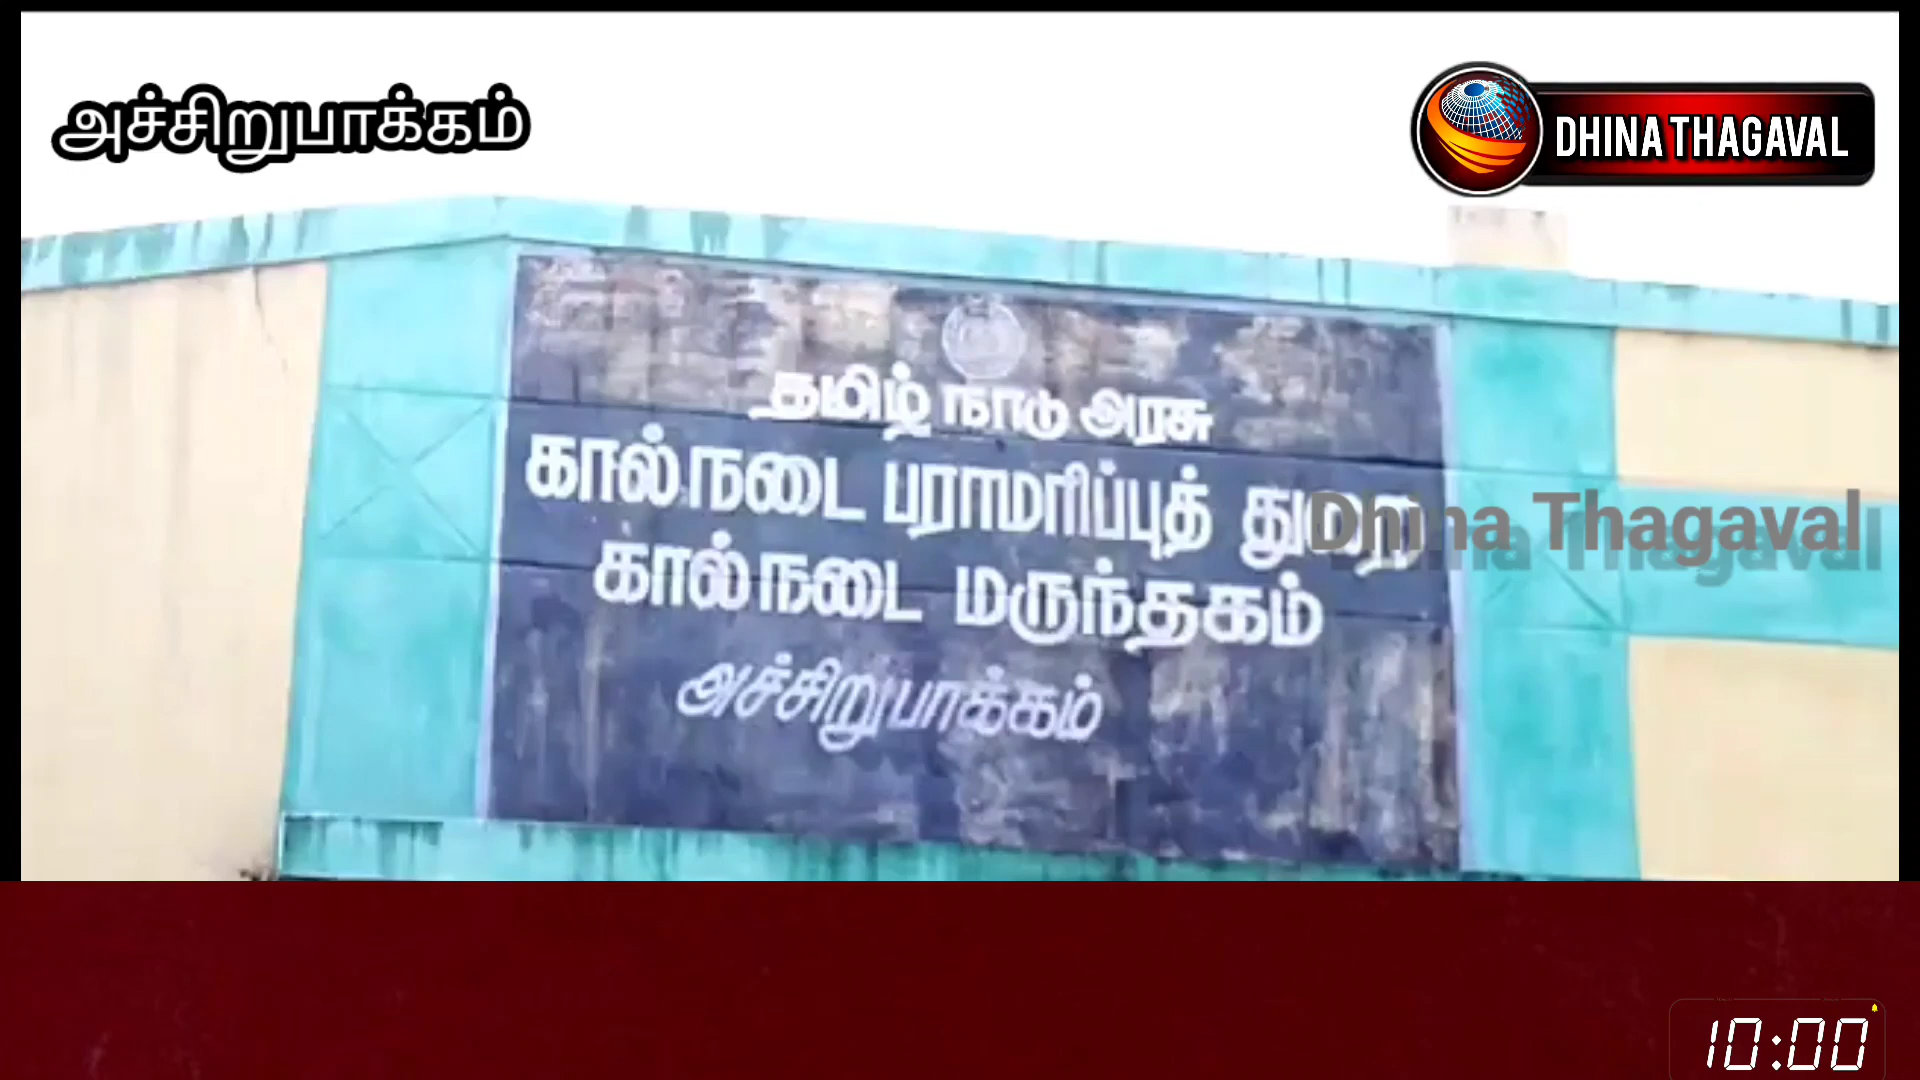 அச்சிறுபாக்கம்
DHINA THAGAVAL
தமிழ் நாடு அரசு
கால்நடை பராமரிப்புத் துறை
கால்நடை மருந்தகம்
அச்சிறுபாக்கம்
Dhina Thagaval
10:00